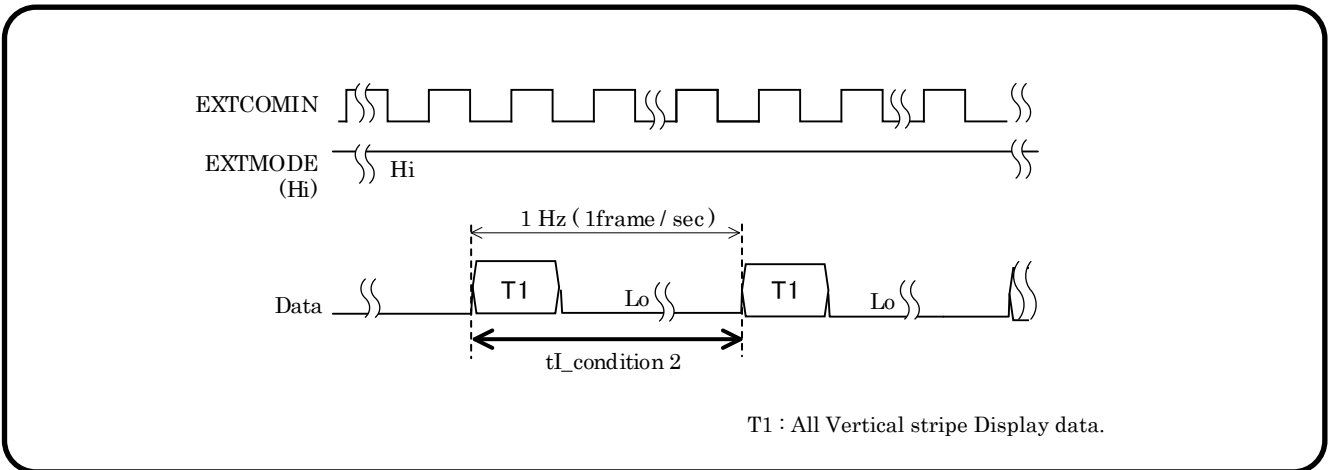 EXTCOMIN
EXTMODE
(Hi)
Hi
1 Hz ( 1frame / sec )
Data
T1
Lo
T1
Lo
tI_condition 2
T1 : All Vertical stripe Display data.